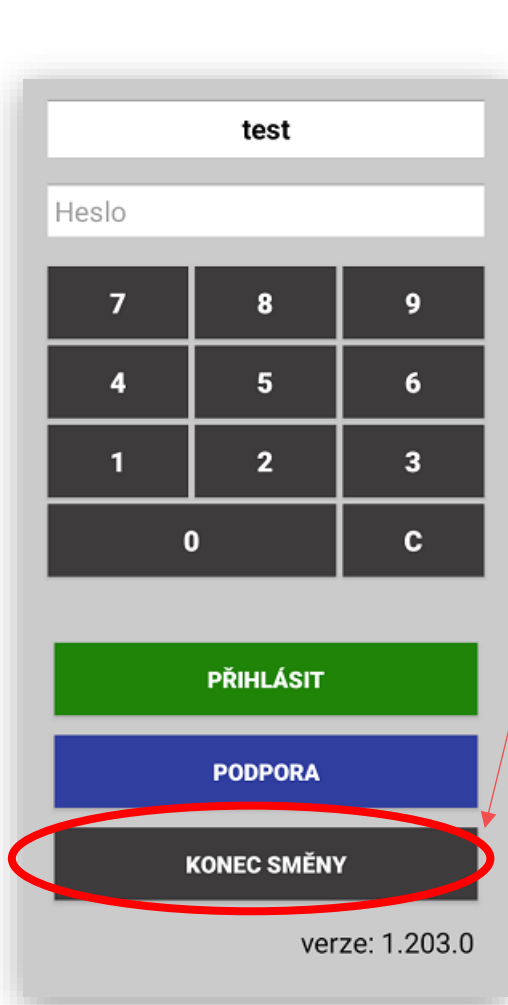 test
Heslo
7 8 9
4 5 6
1 2 3
0 C
PŘIHLÁSIT
PODPORA
KONEC SMĚNY
verze: 1.203.0